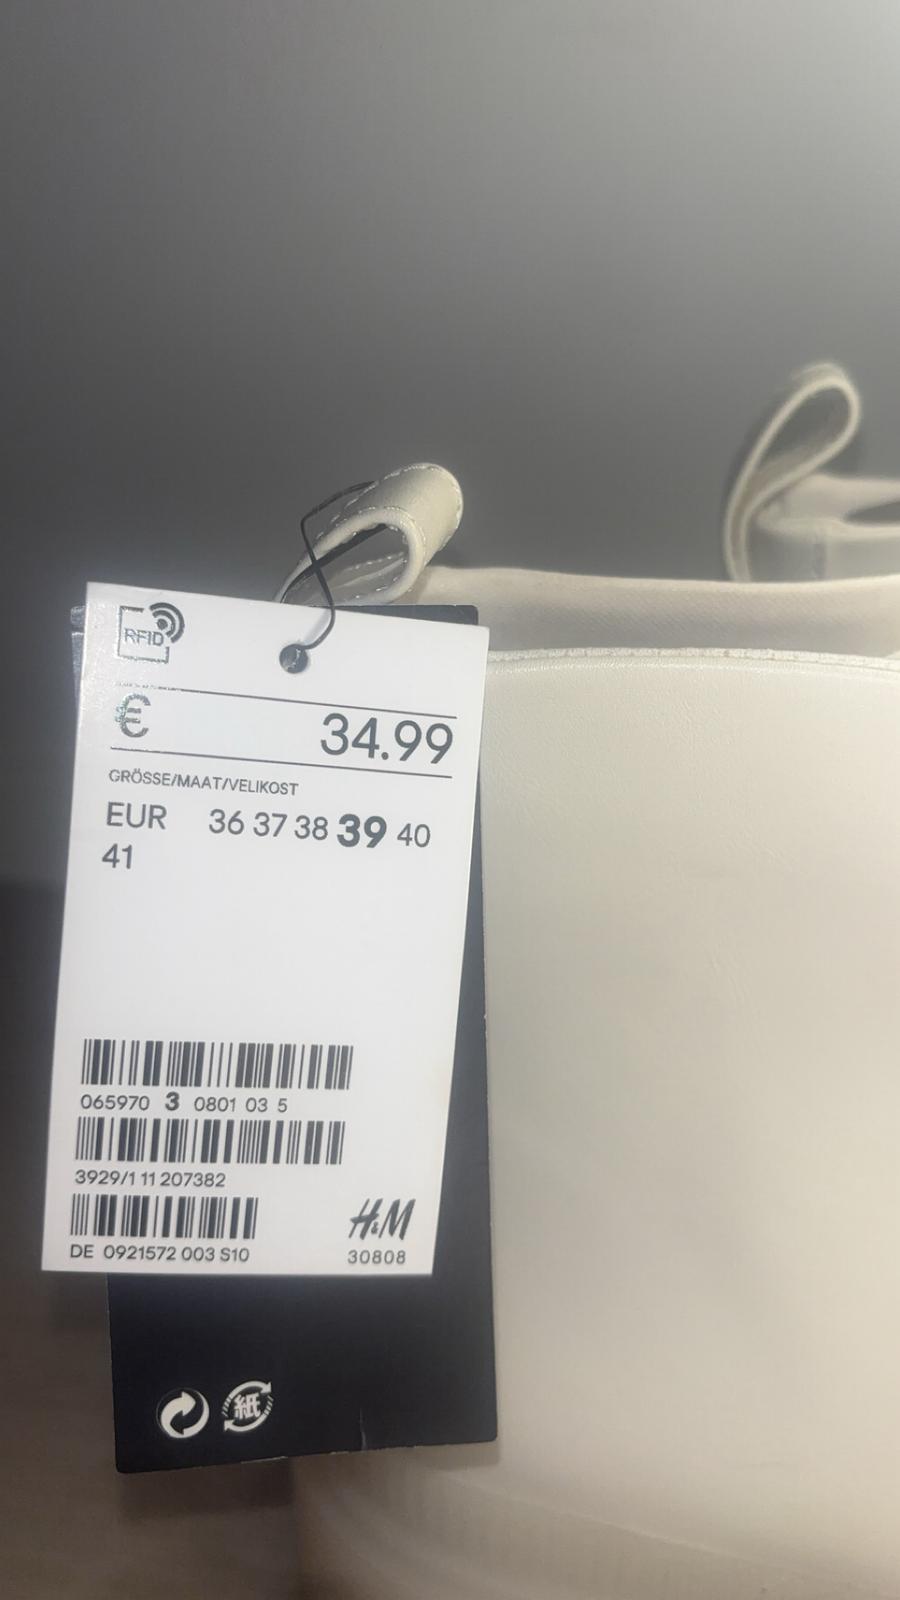 RFID
€ 34.99
GRÖSSE/MAAT/VELIKOST
EUR 36 37 38 39 40
41
065970 3 0801 03 5
3929/1 11 207382
DE 0921572 003 S10
H&M
30808
紙